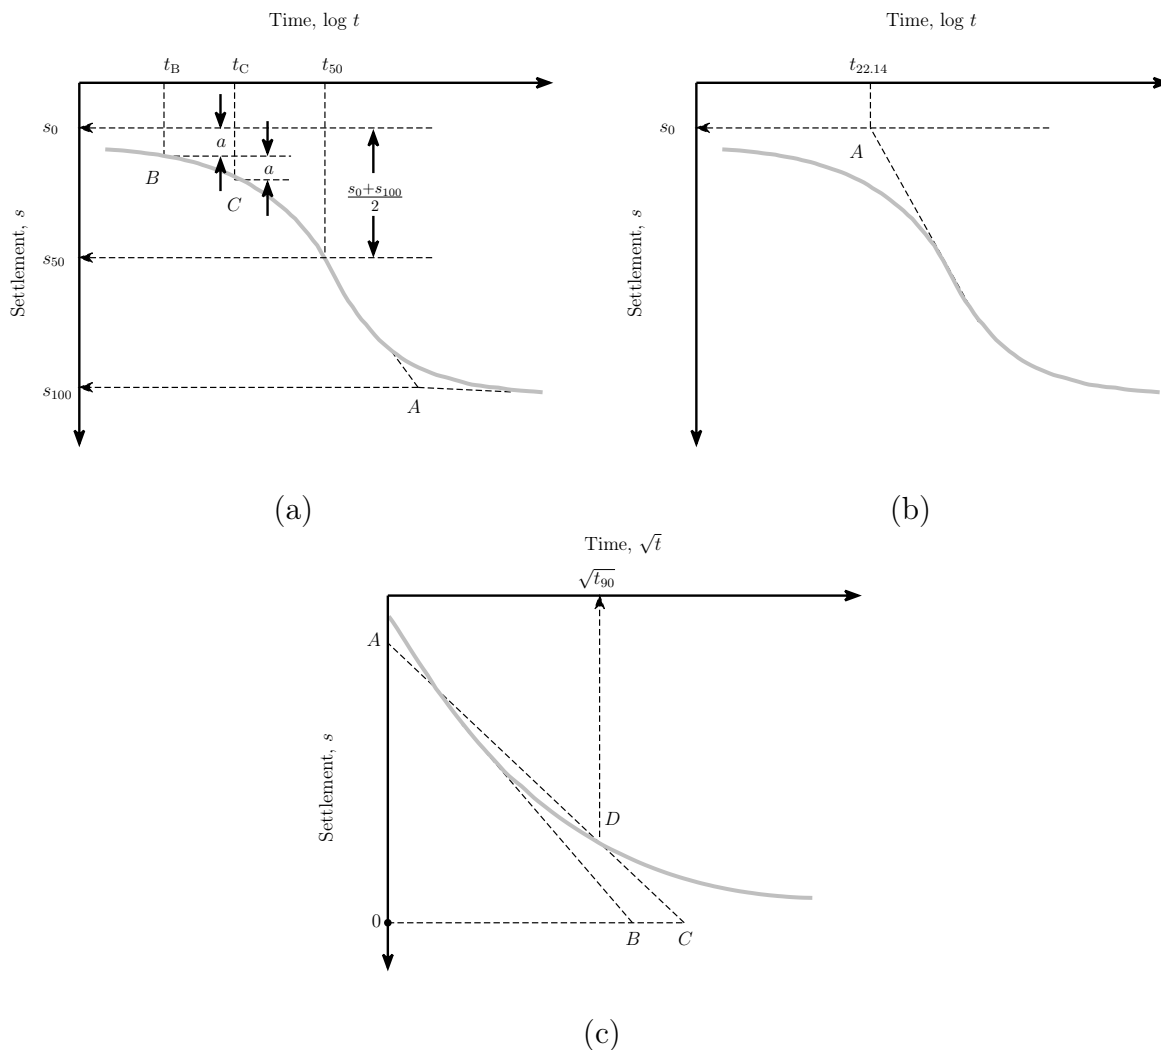 Time, log t
t_B t_C t_50
s_0
a
a
B
C
s_0+s_100
2
s_50
s_100
A
Settlement, s
(a)
Time, log t
t_22.14
s_0
A
Settlement, s
(b)
Time, √t
√t_90
A
D
Settlement, s
0
B C
(c)